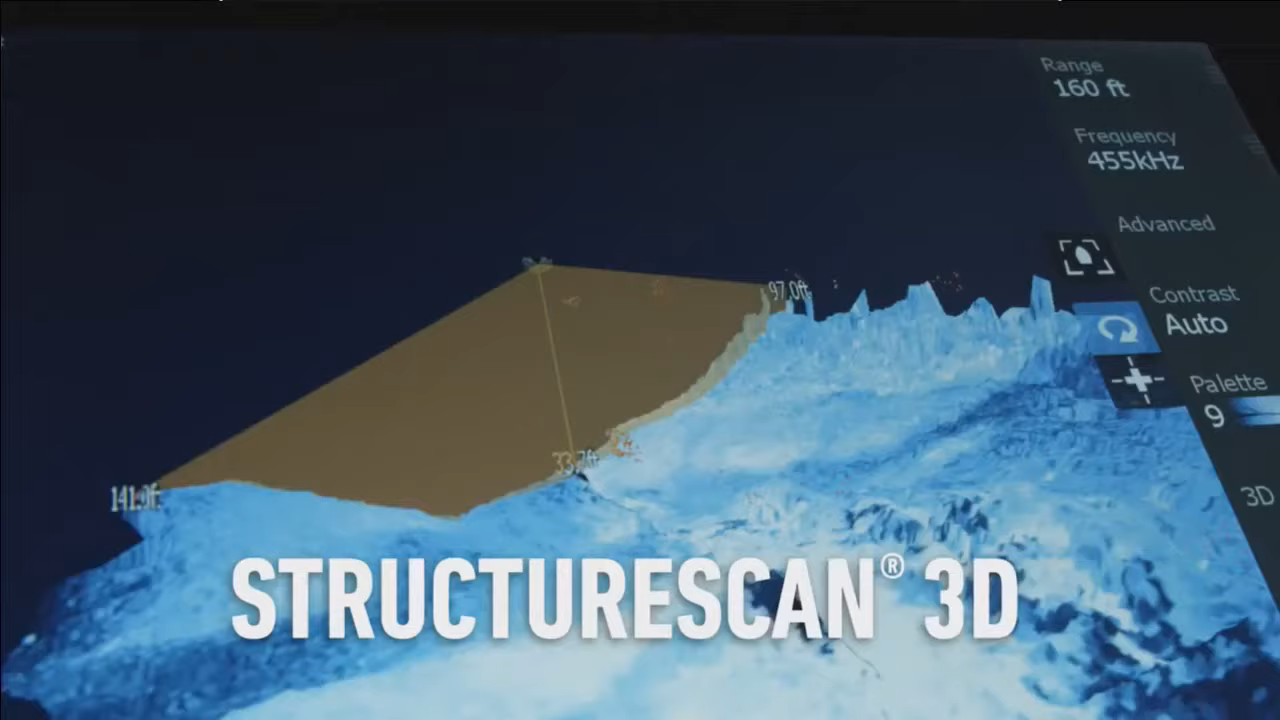 Range
160 ft
Frequency
455kHz
Advanced
Contrast
Auto
Palette
9
3D
97.0ft
33.7ft
141.0ft
STRUCTURESCAN® 3D